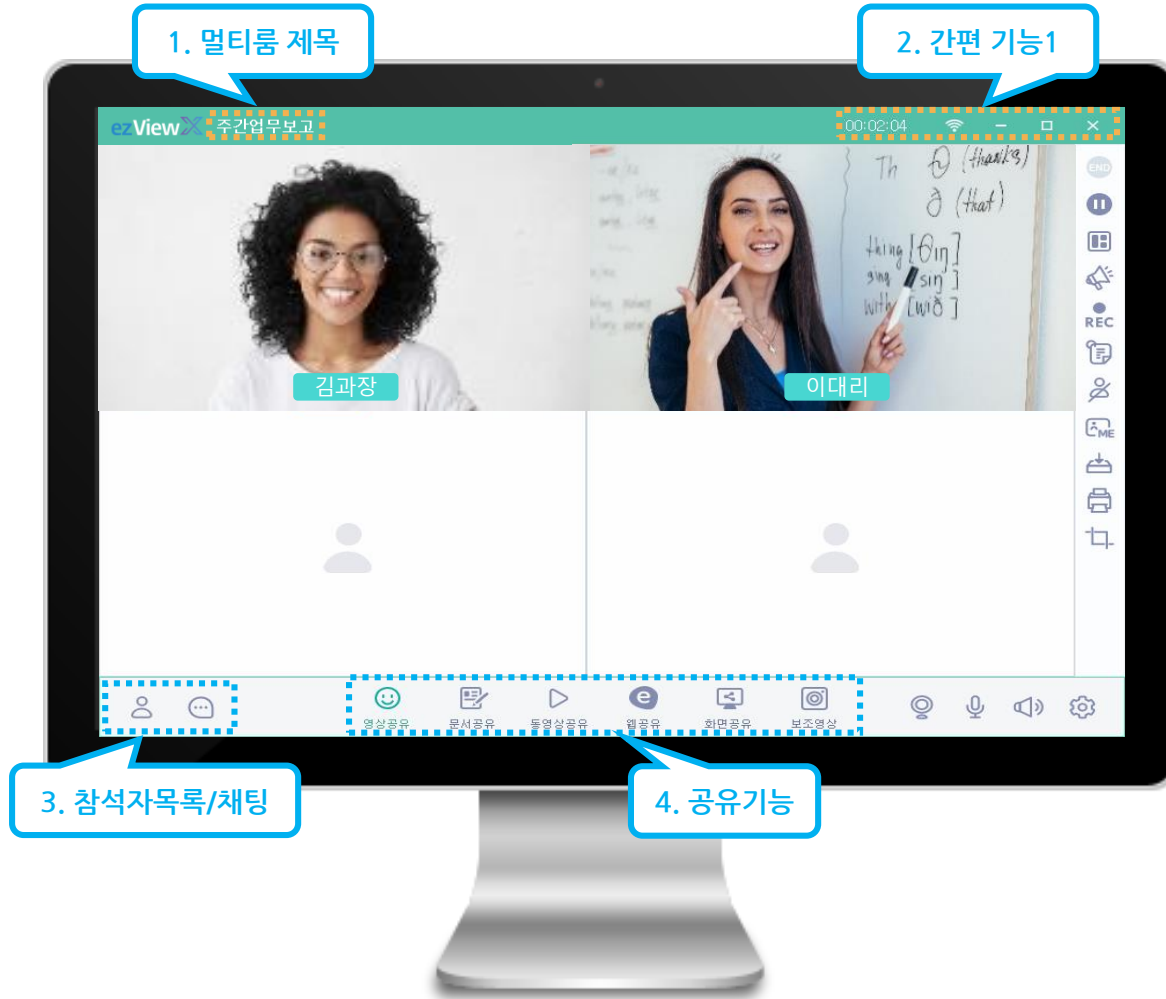 1. 멀티룸 제목
2. 간편 기능1
ezViewX 주간업무보고
00:02:04
Th (thanks)
ð (that)
thing [θıŋ]
sing [sıŋ]
with [wıð]
END
REC
ME
김과장
이대리
영상공유
문서공유
동영상공유
웹공유
화면공유
보조영상
3. 참석자목록/채팅
4. 공유기능